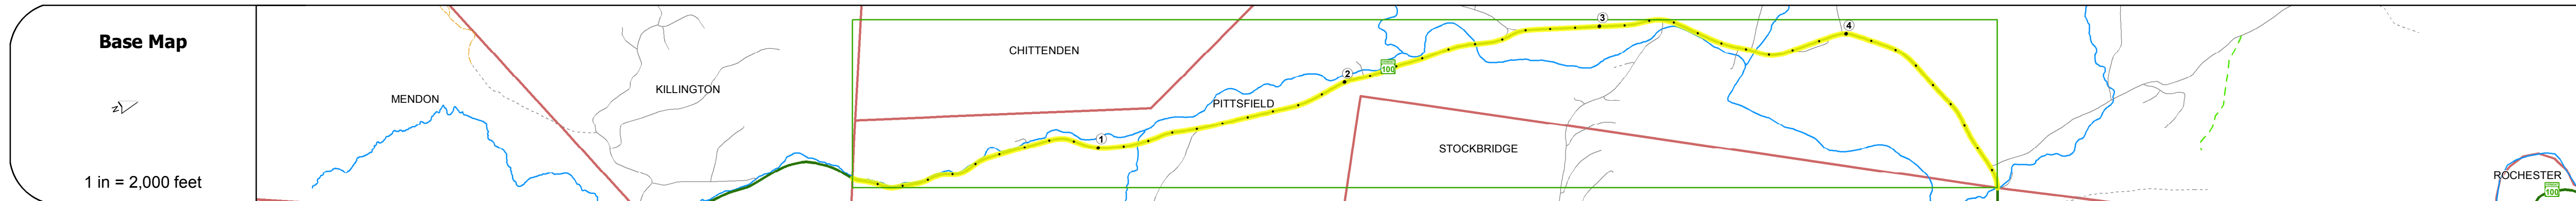 Base Map
N
1 in = 2,000 feet
MENDON
KILLINGTON
CHITTENDEN
1
PITTSFIELD
2
100
3
STOCKBRIDGE
4
ROCHESTER
100